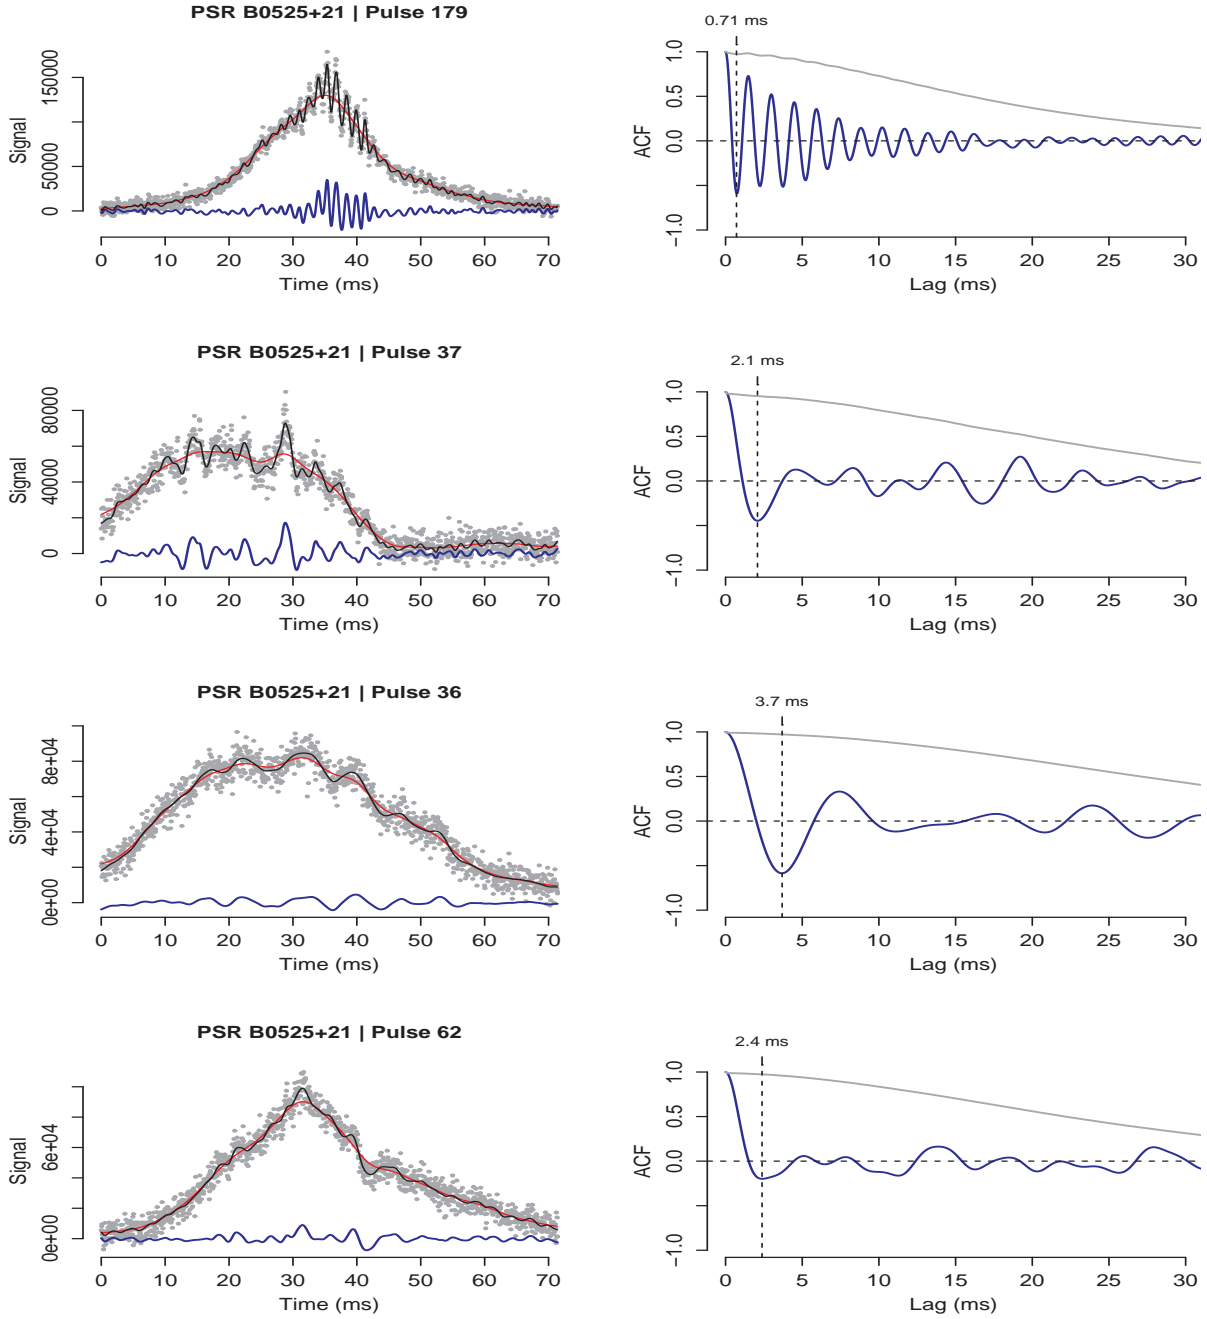 PSR B0525+21 | Pulse 179
Signal
0 50000 150000
0 10 20 30 40 50 60 70
Time (ms)
0.71 ms
ACF
-1.0 0.0 0.5 1.0
0 5 10 15 20 25 30
Lag (ms)
PSR B0525+21 | Pulse 37
Signal
0 40000 80000
0 10 20 30 40 50 60 70
Time (ms)
2.1 ms
ACF
-1.0 0.0 0.5 1.0
0 5 10 15 20 25 30
Lag (ms)
PSR B0525+21 | Pulse 36
Signal
0e+00 4e+04 8e+04
0 10 20 30 40 50 60 70
Time (ms)
3.7 ms
ACF
-1.0 0.0 0.5 1.0
0 5 10 15 20 25 30
Lag (ms)
PSR B0525+21 | Pulse 62
Signal
0e+00 6e+04
0 10 20 30 40 50 60 70
Time (ms)
2.4 ms
ACF
-1.0 0.0 0.5 1.0
0 5 10 15 20 25 30
Lag (ms)